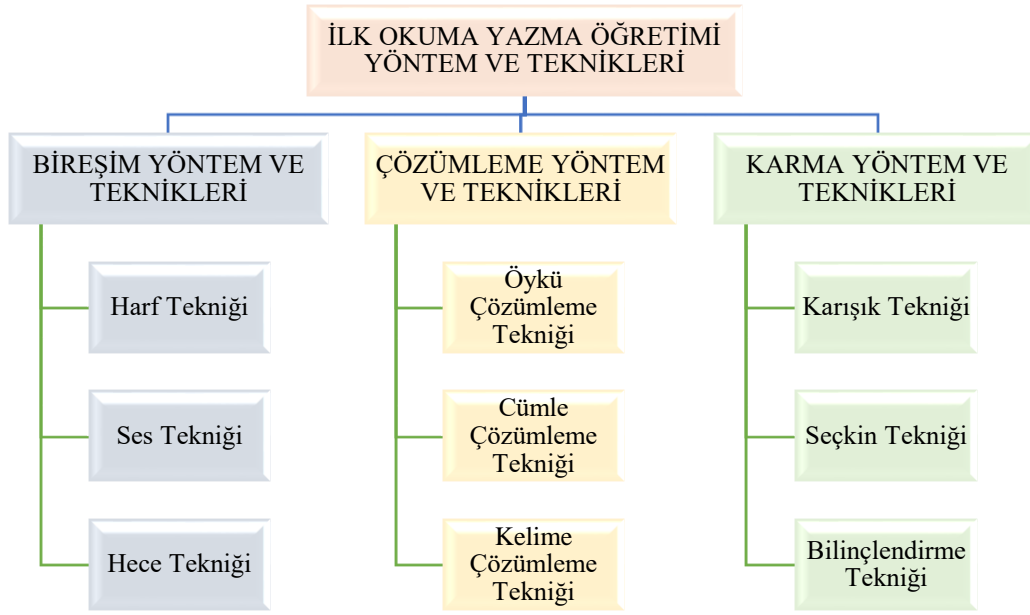 İLK OKUMA YAZMA ÖĞRETİMİ
YÖNTEM VE TEKNİKLERİ
BİREŞİM YÖNTEM VE
TEKNİKLERİ
Harf Tekniği
Ses Tekniği
Hece Tekniği
ÇÖZÜMLEME YÖNTEM
VE TEKNİKLERİ
Öykü
Çözümleme
Tekniği
Cümle
Çözümleme
Tekniği
Kelime
Çözümleme
Tekniği
KARMA YÖNTEM VE
TEKNİKLERİ
Karışık Tekniği
Seçkin Tekniği
Bilinçlendirme
Tekniği